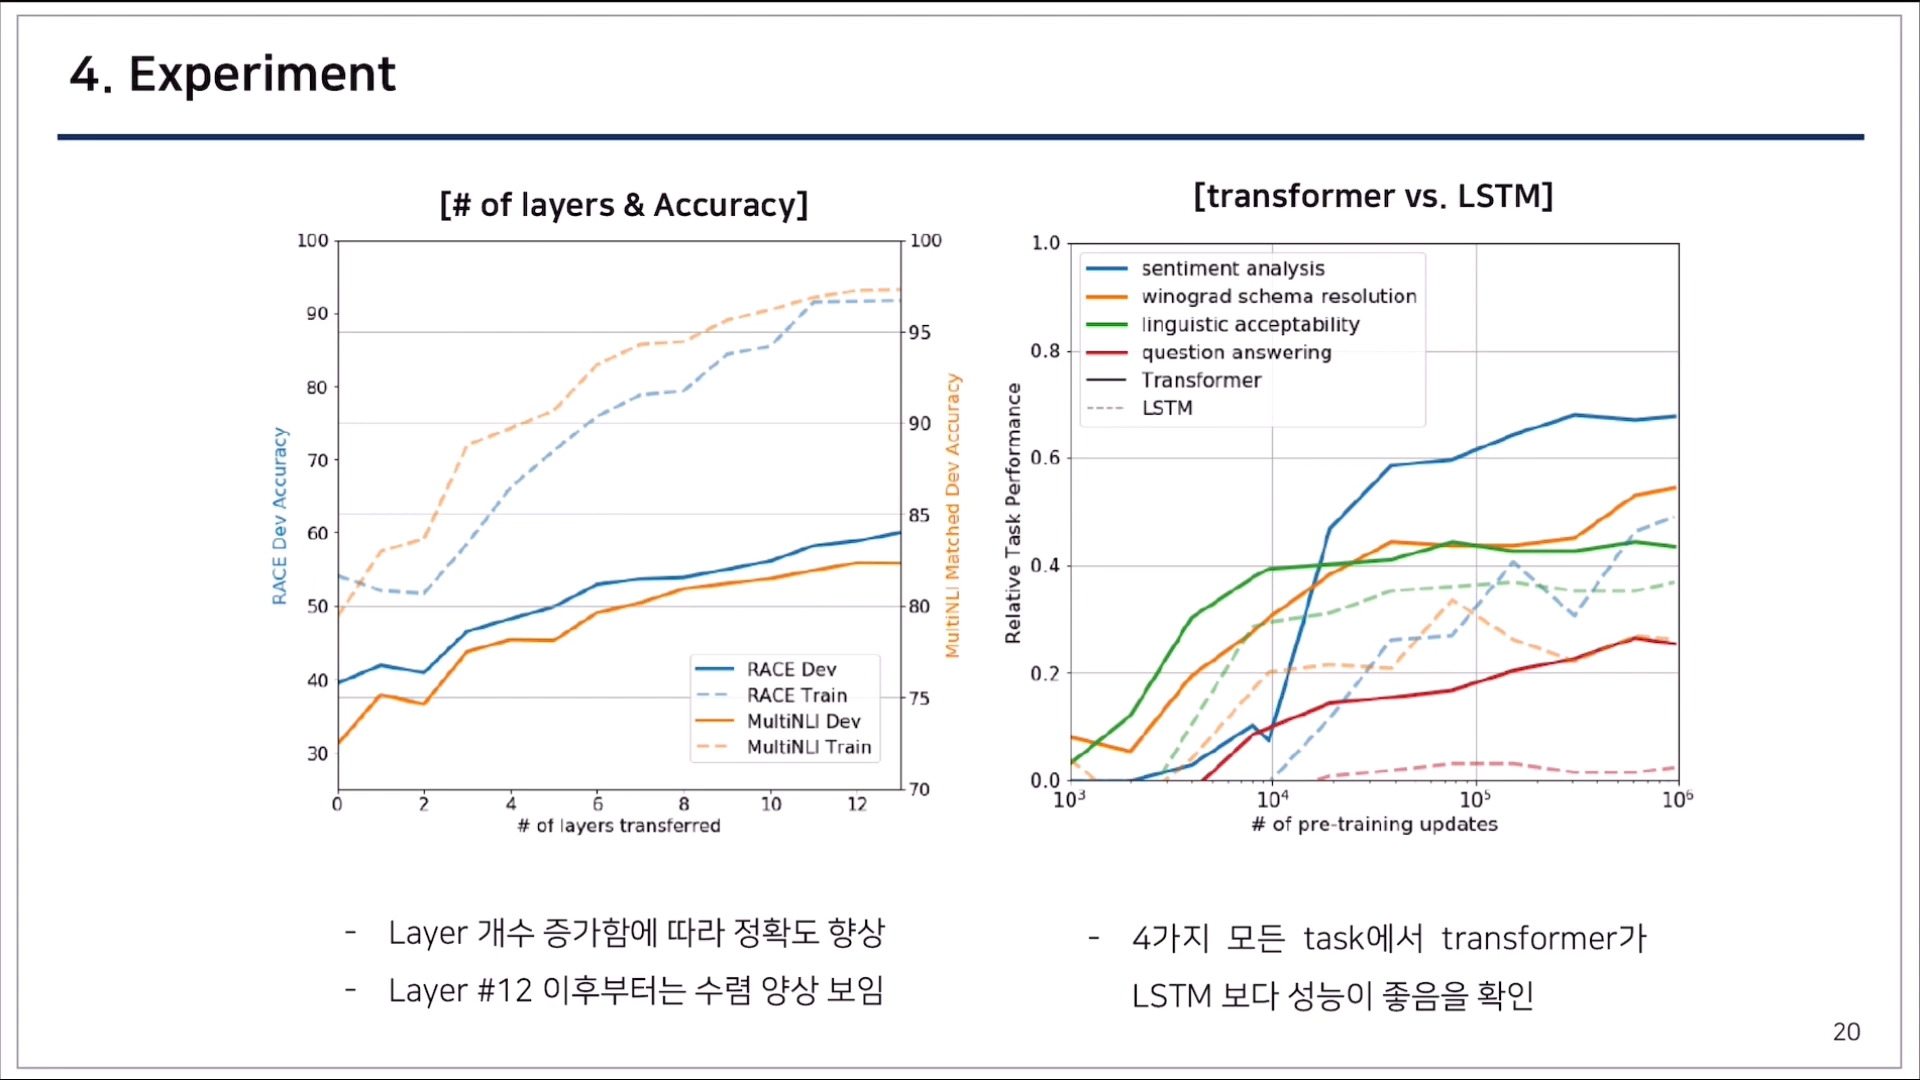 4. Experiment
[# of layers & Accuracy]
100
90
80
70
60
50
40
30
RACE Dev Accuracy
100
95
90
85
80
75
70
MultiNLI Matched Dev Accuracy
RACE Dev
RACE Train
MultiNLI Dev
MultiNLI Train
0 2 4 6 8 10 12
# of layers transferred
- Layer 개수 증가함에 따라 정확도 향상
- Layer #12 이후부터는 수렴 양상 보임
[transformer vs. LSTM]
1.0
0.8
0.6
0.4
0.2
0.0
Relative Task Performance
sentiment analysis
winograd schema resolution
linguistic acceptability
question answering
Transformer
LSTM
10³ 10⁴ 10⁵ 10⁶
# of pre-training updates
- 4가지 모든 task에서 transformer가
LSTM 보다 성능이 좋음을 확인
20